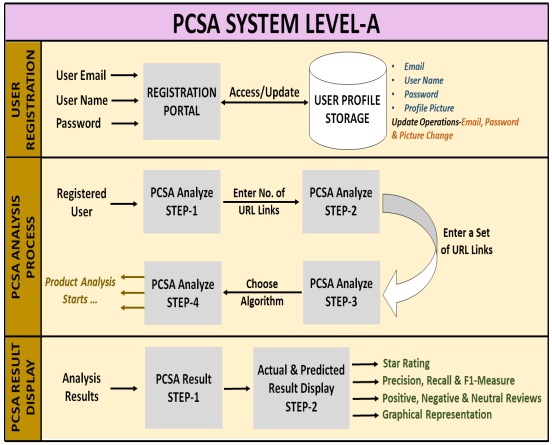 PCSA SYSTEM LEVEL-A
USER
REGISTRATION
User Email
User Name
Password
REGISTRATION
PORTAL
Access/Update
USER PROFILE
STORAGE
• Email
• User Name
• Password
• Profile Picture
Update Operations-Email, Password
& Picture Change
PCSA ANALYSIS
PROCESS
Registered
User
PCSA Analyze
STEP-1
Enter No. of
URL Links
PCSA Analyze
STEP-2
Enter a Set
of URL Links
PCSA Analyze
STEP-3
Choose
Algorithm
PCSA Analyze
STEP-4
Product Analysis
Starts ...
PCSA RESULT
DISPLAY
Analysis
Results
PCSA Result
STEP-1
Actual & Predicted
Result Display
STEP-2
Star Rating
Precision, Recall & F1-Measure
Positive, Negative & Neutral Reviews
Graphical Representation